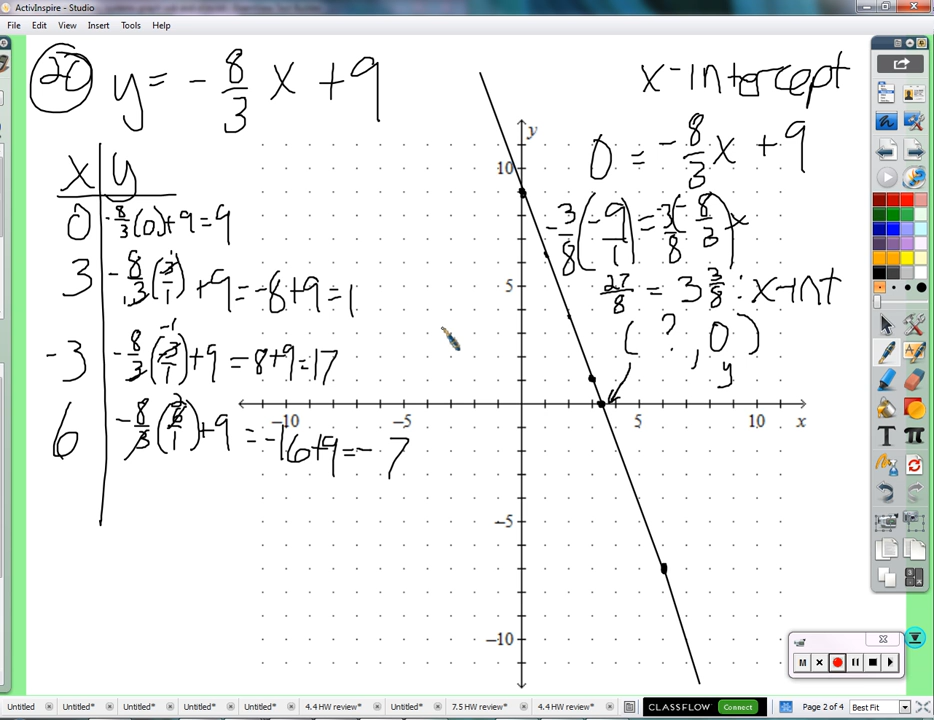 ActivInspire - Studio
File Edit View Insert Tools
20 y = - 8/3 x + 9
x-intercept
0 = - 8/3 x + 9
x | y
0 | -8/3 (0) + 9 = 9
3 | -8/3 (3/1) + 9 = -8 + 9 = 1
-3 | -8/3 (-3/1) + 9 = 8 + 9 = 17
6 | -8/3 (6/1) + 9 = -16 + 9 = -7
-3/8 (-9/1) = -3/8 (-8/3) x
27/8 = 3 3/8 : x-int
( ? , 0 )
y
y
10
5
-10 -5 5 10 x
-5
-10
M
Untitled Untitled* Untitled* Untitled* 4.4 HW review* Untitled* 7.5 HW review* 4.4 HW review* Untitled* CLASSFLOW Connect Page 2 of 4 Best Fit